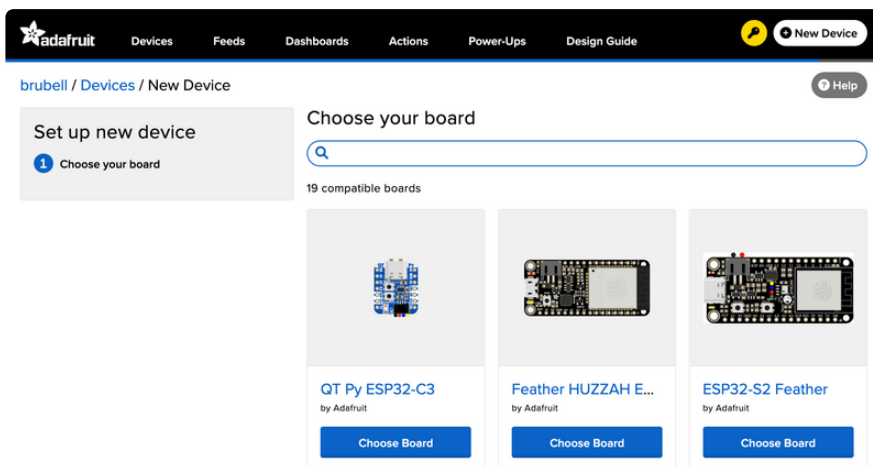 adafruit Devices Feeds Dashboards Actions Power-Ups Design Guide New Device
brubell / Devices / New Device
Help
Set up new device
1 Choose your board
Choose your board
19 compatible boards
QT Py ESP32-C3
by Adafruit
Choose Board
Feather HUZZAH E...
by Adafruit
Choose Board
ESP32-S2 Feather
by Adafruit
Choose Board